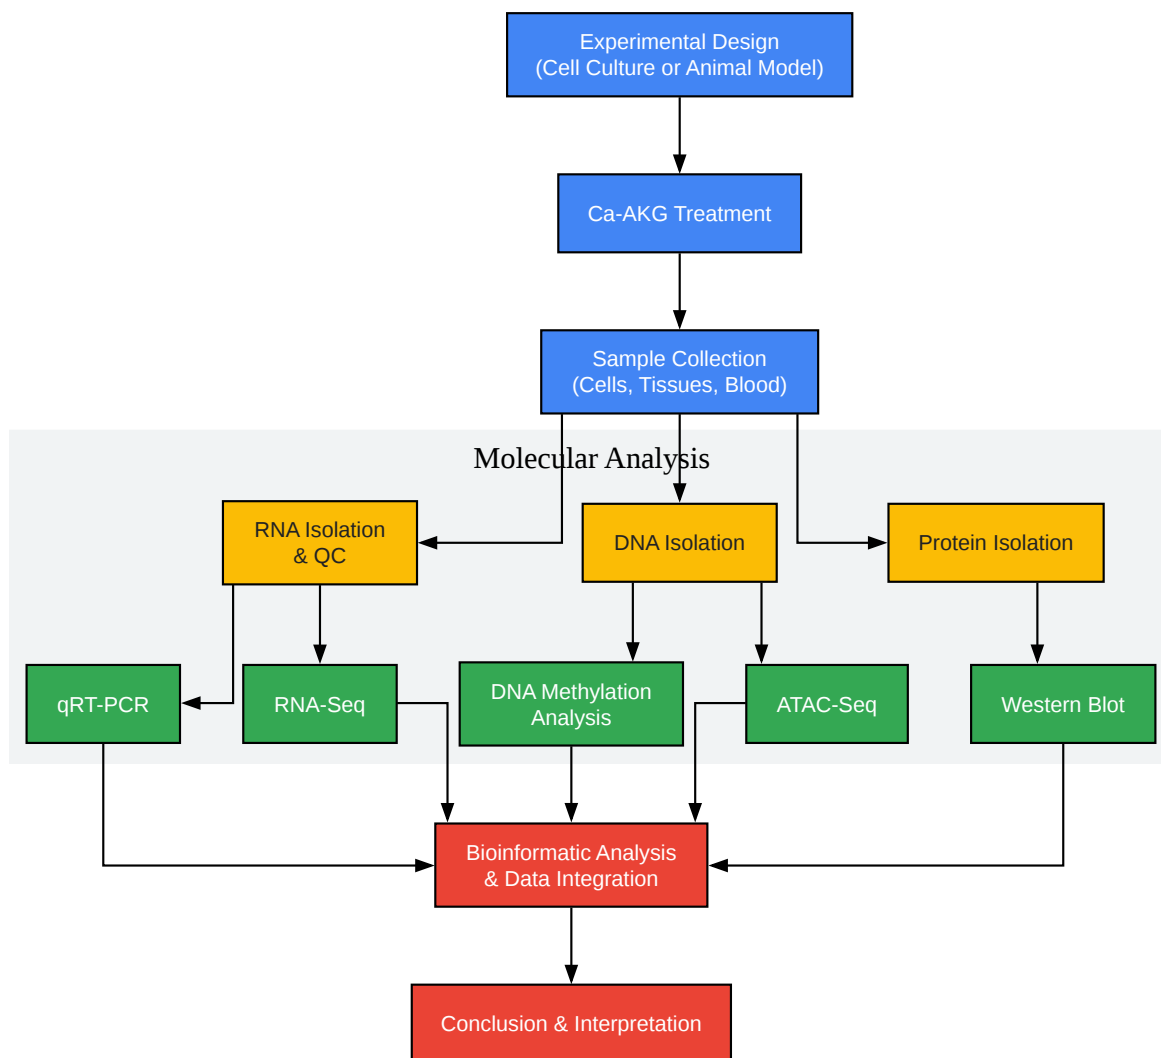 Experimental Design
(Cell Culture or Animal Model)
Ca-AKG Treatment
Sample Collection
(Cells, Tissues, Blood)
Molecular Analysis
RNA Isolation
& QC
DNA Isolation
Protein Isolation
qRT-PCR
RNA-Seq
DNA Methylation
Analysis
ATAC-Seq
Western Blot
Bioinformatic Analysis
& Data Integration
Conclusion & Interpretation